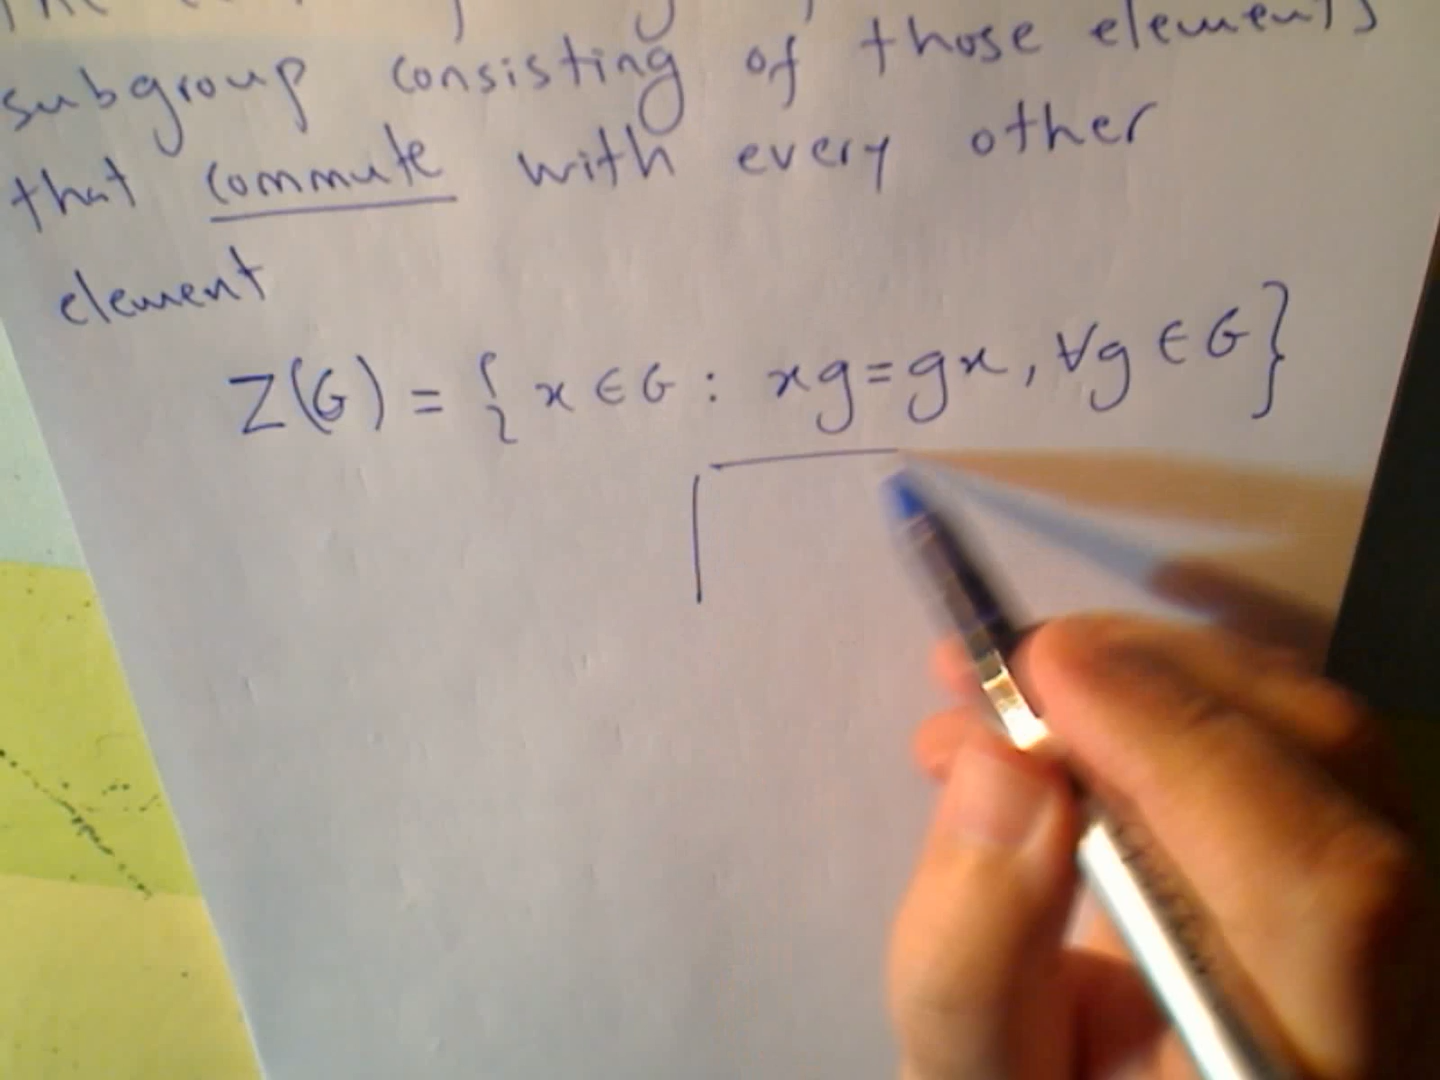 subgroup consisting of those elements
that commute with every other
element
Z(G) = { x ∈ G : xg = gx, ∀g ∈ G }